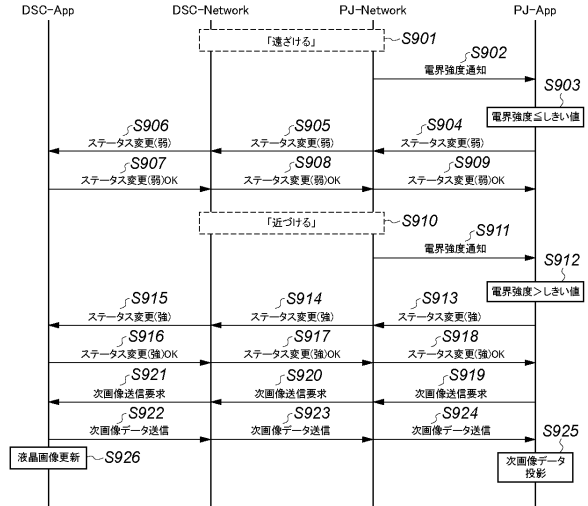 DSC-App DSC-Network PJ-Network PJ-App
「遠ざける」 S901
S902
電界強度通知
S903
電界強度≦しきい値
S906 S905 S904
ステータス変更(弱) ステータス変更(弱) ステータス変更(弱)
S907 S908 S909
ステータス変更(弱)OK ステータス変更(弱)OK ステータス変更(弱)OK
「近づける」 S910
S911
電界強度通知
S912
電界強度>しきい値
S915 S914 S913
ステータス変更(強) ステータス変更(強) ステータス変更(強)
S916 S917 S918
ステータス変更(強)OK ステータス変更(強)OK ステータス変更(強)OK
S921 S920 S919
次画像送信要求 次画像送信要求 次画像送信要求
S922 S923 S924
次画像データ送信 次画像データ送信 次画像データ送信
S925
液晶画像更新 S926
次画像データ
投影